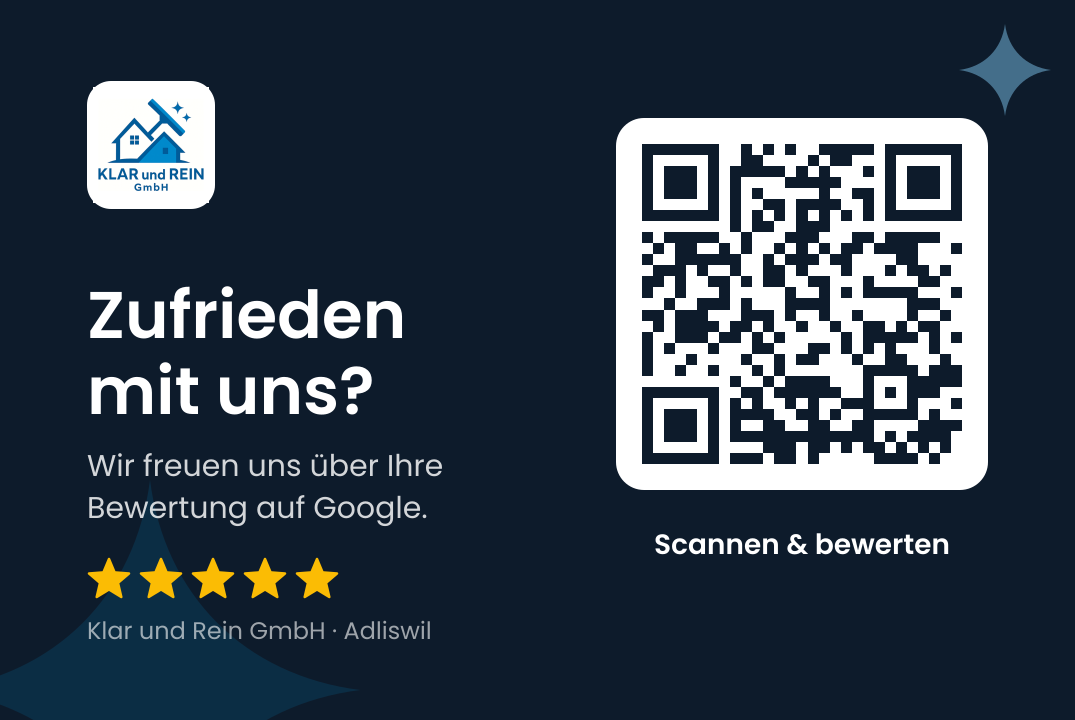 KLAR und REIN
GmbH
Zufrieden
mit uns?
Wir freuen uns über Ihre
Bewertung auf Google.
Klar und Rein GmbH · Adliswil
Scannen & bewerten